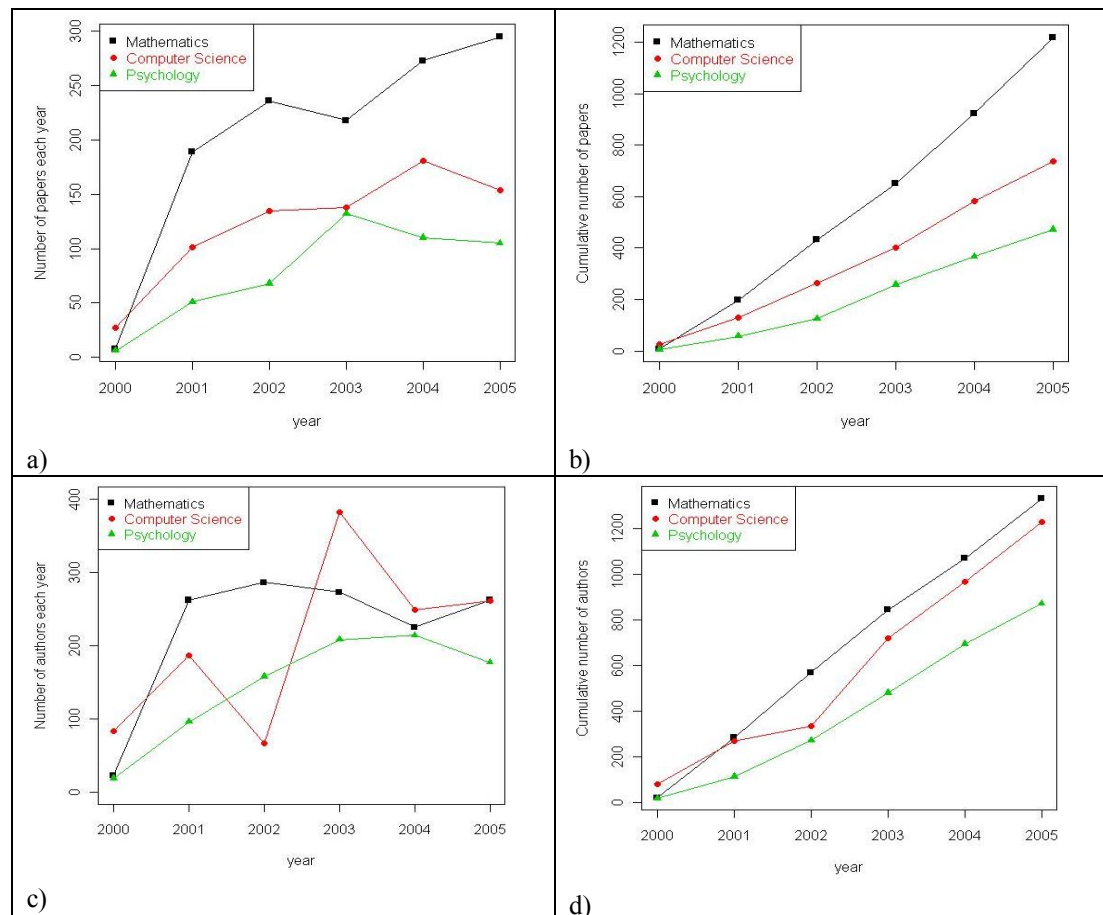 Mathematics
Computer Science
Psychology
Number of papers each year
0
50
100
150
200
250
300
2000 2001 2002 2003 2004 2005
year
a)
Mathematics
Computer Science
Psychology
Cumulative number of papers
0
200
400
600
800
1000
1200
2000 2001 2002 2003 2004 2005
year
b)
Mathematics
Computer Science
Psychology
Number of authors each year
0
100
200
300
400
2000 2001 2002 2003 2004 2005
year
c)
Mathematics
Computer Science
Psychology
Cumulative number of authors
0
200
400
600
800
1000
1200
2000 2001 2002 2003 2004 2005
year
d)